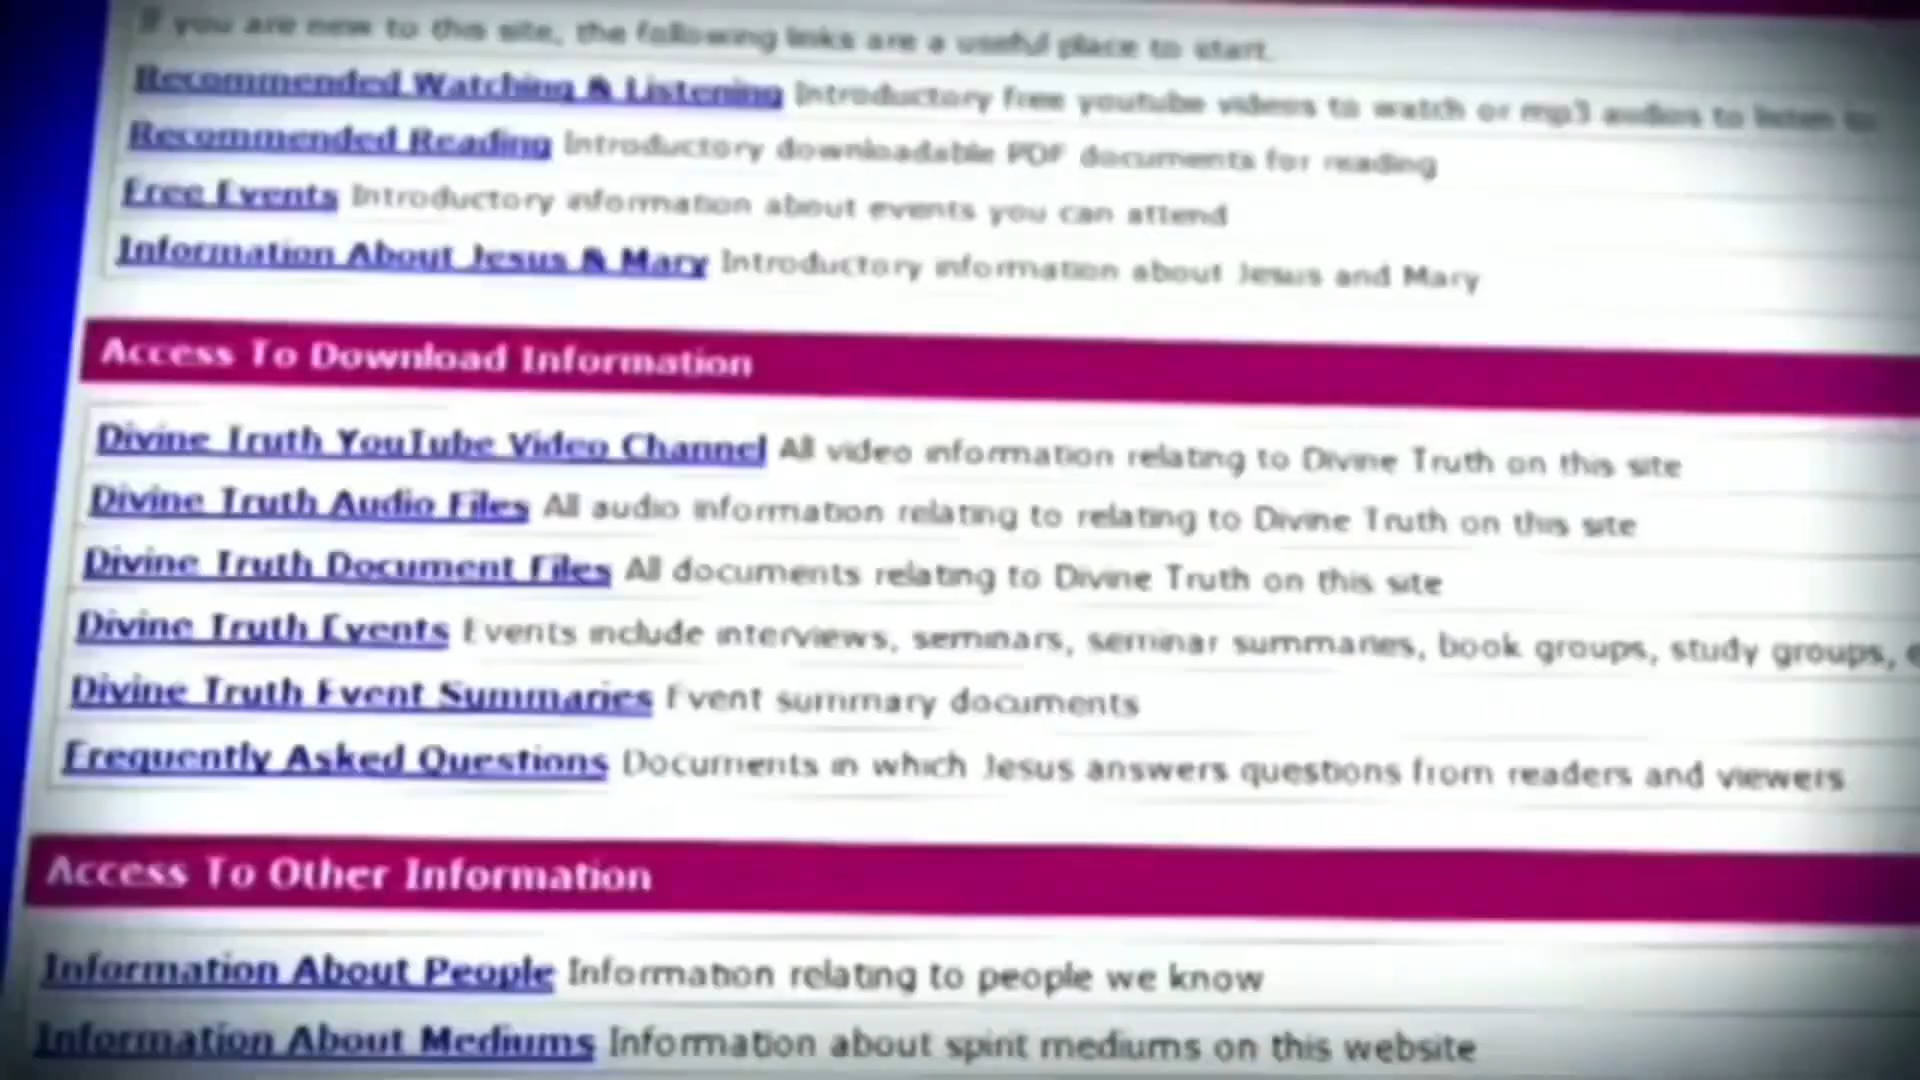 If you are new to this site, the following links are a useful place to start.
Recommended Watching & Listening Introductory free youtube videos to watch or mp3 audios to listen to
Recommended Reading Introductory downloadable PDF documents for reading
Free Events Introductory information about events you can attend
Information About Jesus & Mary Introductory information about Jesus and Mary
Access To Download Information
Divine Truth YouTube Video Channel All video information relating to Divine Truth on this site
Divine Truth Audio Files All audio information relating to relating to Divine Truth on this site
Divine Truth Document Files All documents relating to Divine Truth on this site
Divine Truth Events Events include interviews, seminars, seminar summaries, book groups, study groups,
Divine Truth Event Summaries Event summary documents
Frequently Asked Questions Documents in which Jesus answers questions from readers and viewers
Access To Other Information
Information About People Information relating to people we know
Information About Mediums Information about spirit mediums on this website